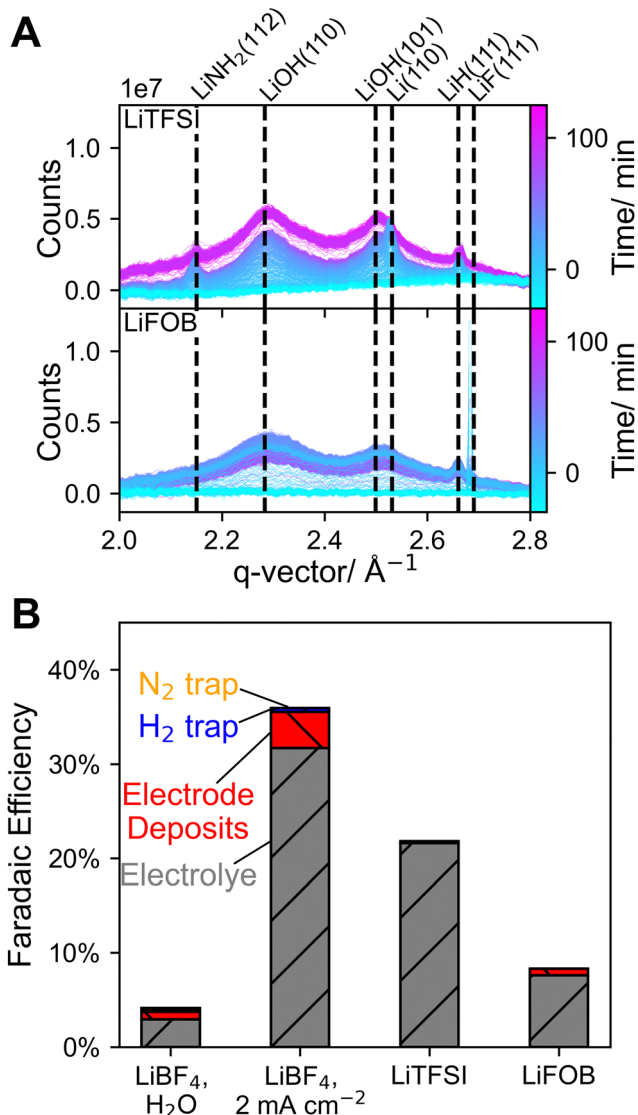 A
LiNH₂(112)
LiOH(110)
LiOH(101)
Li(110)
LiH(111)
LiF(111)
1e7
LiTFSI
1.0
0.5
0.0
Counts
100
0
Time/ min
LiFOB
1.0
0.5
0.0
Counts
100
0
Time/ min
2.0 2.2 2.4 2.6 2.8
q-vector/ Å⁻¹
B
40%
30%
20%
10%
0%
Faradaic Efficiency
N₂ trap
H₂ trap
Electrode
Deposits
Electrolye
LiBF₄,
H₂O
LiBF₄,
2 mA cm⁻²
LiTFSI
LiFOB